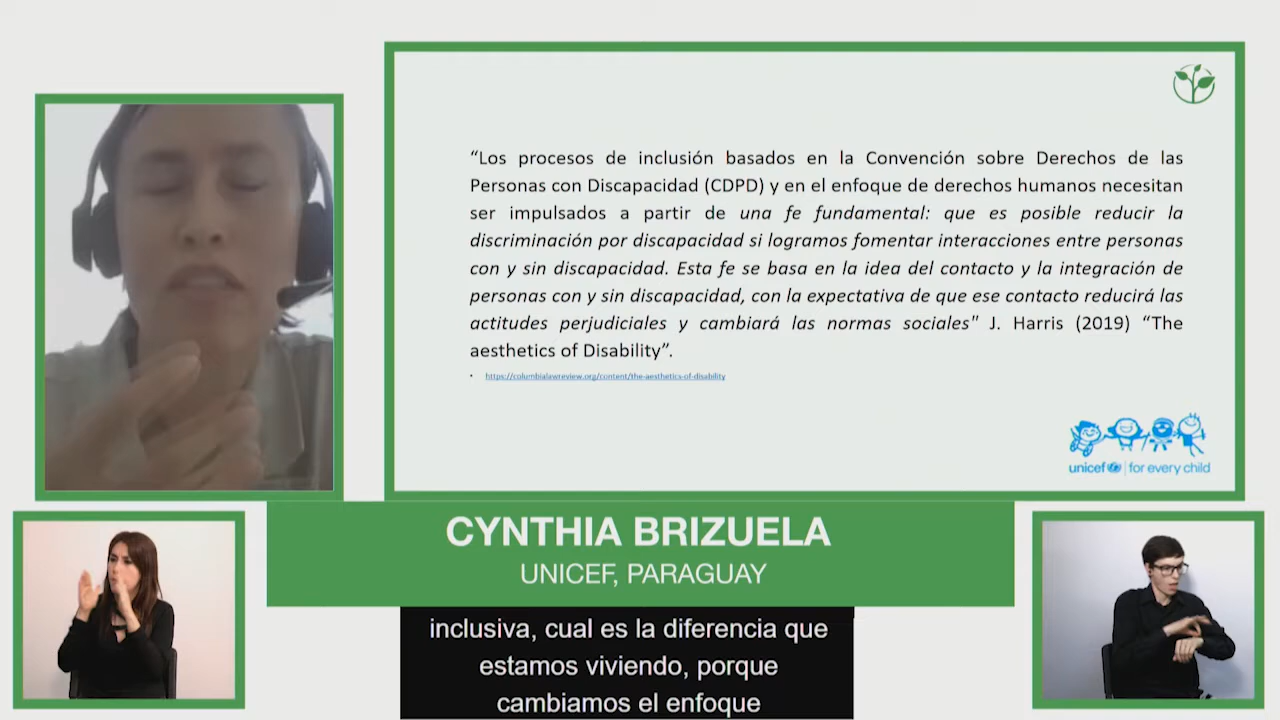 “Los procesos de inclusión basados en la Convención sobre Derechos de las
Personas con Discapacidad (CDPD) y en el enfoque de derechos humanos necesitan
ser impulsados a partir de una fe fundamental: que es posible reducir la
discriminación por discapacidad si logramos fomentar interacciones entre personas
con y sin discapacidad. Esta fe se basa en la idea del contacto y la integración de
personas con y sin discapacidad, con la expectativa de que ese contacto reducirá las
actitudes perjudiciales y cambiará las normas sociales" J. Harris (2019) “The
aesthetics of Disability”.
• https://columbialawreview.org/content/the-aesthetics-of-disability
unicef | for every child
CYNTHIA BRIZUELA
UNICEF, PARAGUAY
inclusiva, cual es la diferencia que
estamos viviendo, porque
cambiamos el enfoque